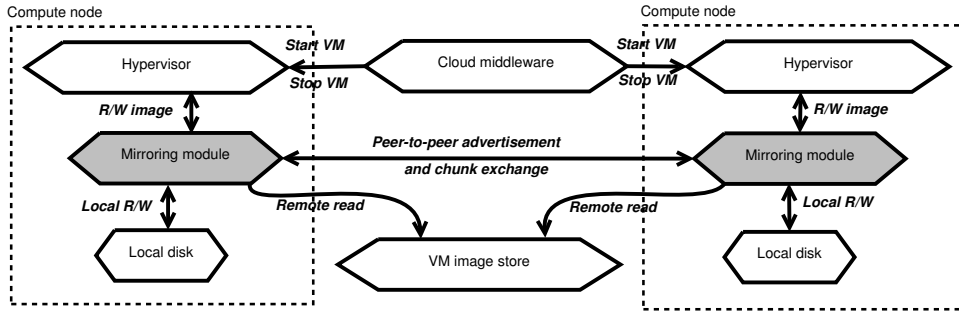 Compute node
Compute node
Start VM
Start VM
Hypervisor
Cloud middleware
Hypervisor
Stop VM
Stop VM
R/W image
R/W image
Peer-to-peer advertisement
Mirroring module
Mirroring module
and chunk exchange
Local R/W
Remote read
Remote read
Local R/W
Local disk
VM image store
Local disk